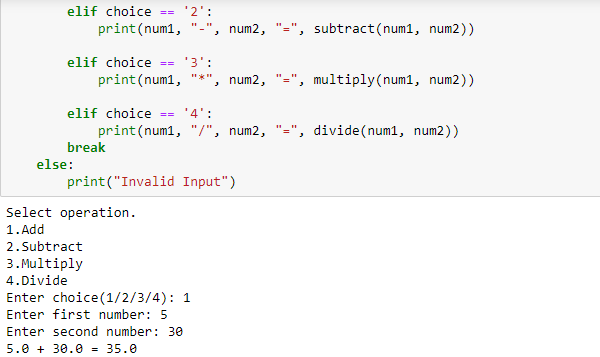 elif choice == '2':
print(num1, "-", num2, "=", subtract(num1, num2))
elif choice == '3':
print(num1, "*", num2, "=", multiply(num1, num2))
elif choice == '4':
print(num1, "/", num2, "=", divide(num1, num2))
break
else:
print("Invalid Input")
Select operation.
1.Add
2.Subtract
3.Multiply
4.Divide
Enter choice(1/2/3/4): 1
Enter first number: 5
Enter second number: 30
5.0 + 30.0 = 35.0